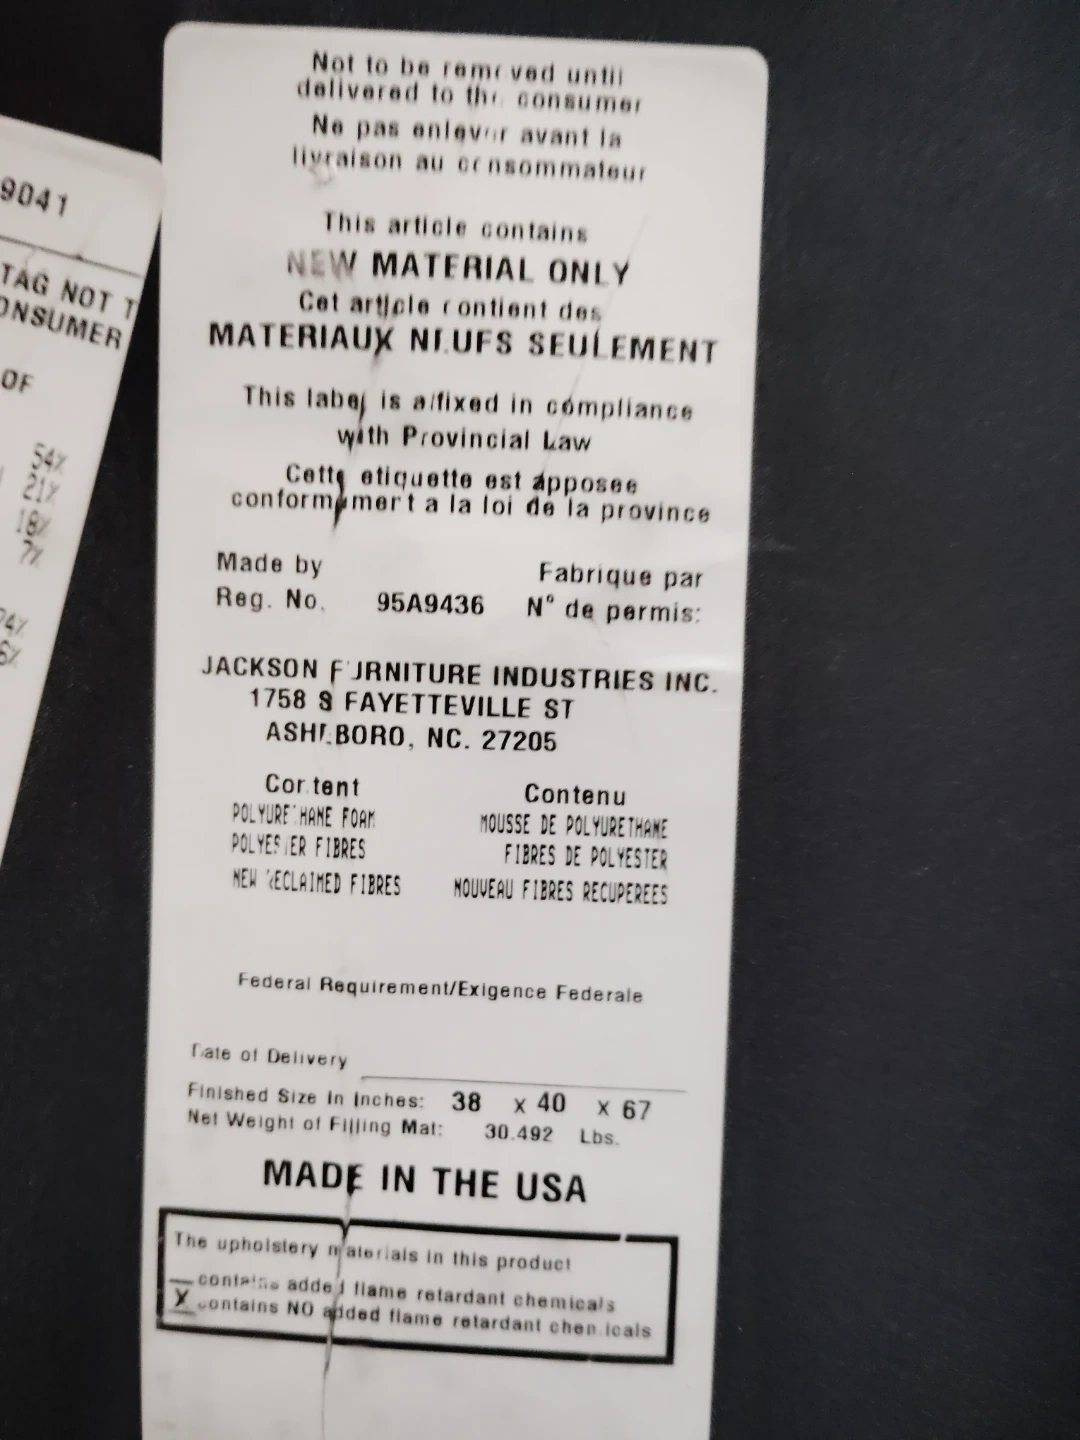 9041
TAG NOT T
ONSUMER
OF
54%
21%
18%
7%
74%
6%
Not to be removed until
delivered to the consumer
Ne pas enlever avant la
livraison au consommateur
This article contains
NEW MATERIAL ONLY
Cet article contient des
MATERIAUX NEUFS SEULEMENT
This label is affixed in compliance
with Provincial Law
Cette etiquette est apposee
conformement a la loi de la province
Made by Fabrique par
Reg. No. 95A9436 N° de permis:
JACKSON FURNITURE INDUSTRIES INC.
1758 S FAYETTEVILLE ST
ASHEBORO, NC. 27205
Content Contenu
POLYURETHANE FOAM MOUSSE DE POLYURETHANE
POLYESTER FIBRES FIBRES DE POLYESTER
NEW RECLAIMED FIBRES NOUVEAU FIBRES RECUPEREES
Federal Requirement/Exigence Federale
Date of Delivery
Finished Size In Inches: 38 x 40 x 67
Net Weight of Filling Mat: 30.492 Lbs.
MADE IN THE USA
The upholstery materials in this product
__ contains added flame retardant chemicals
X contains NO added flame retardant chemicals